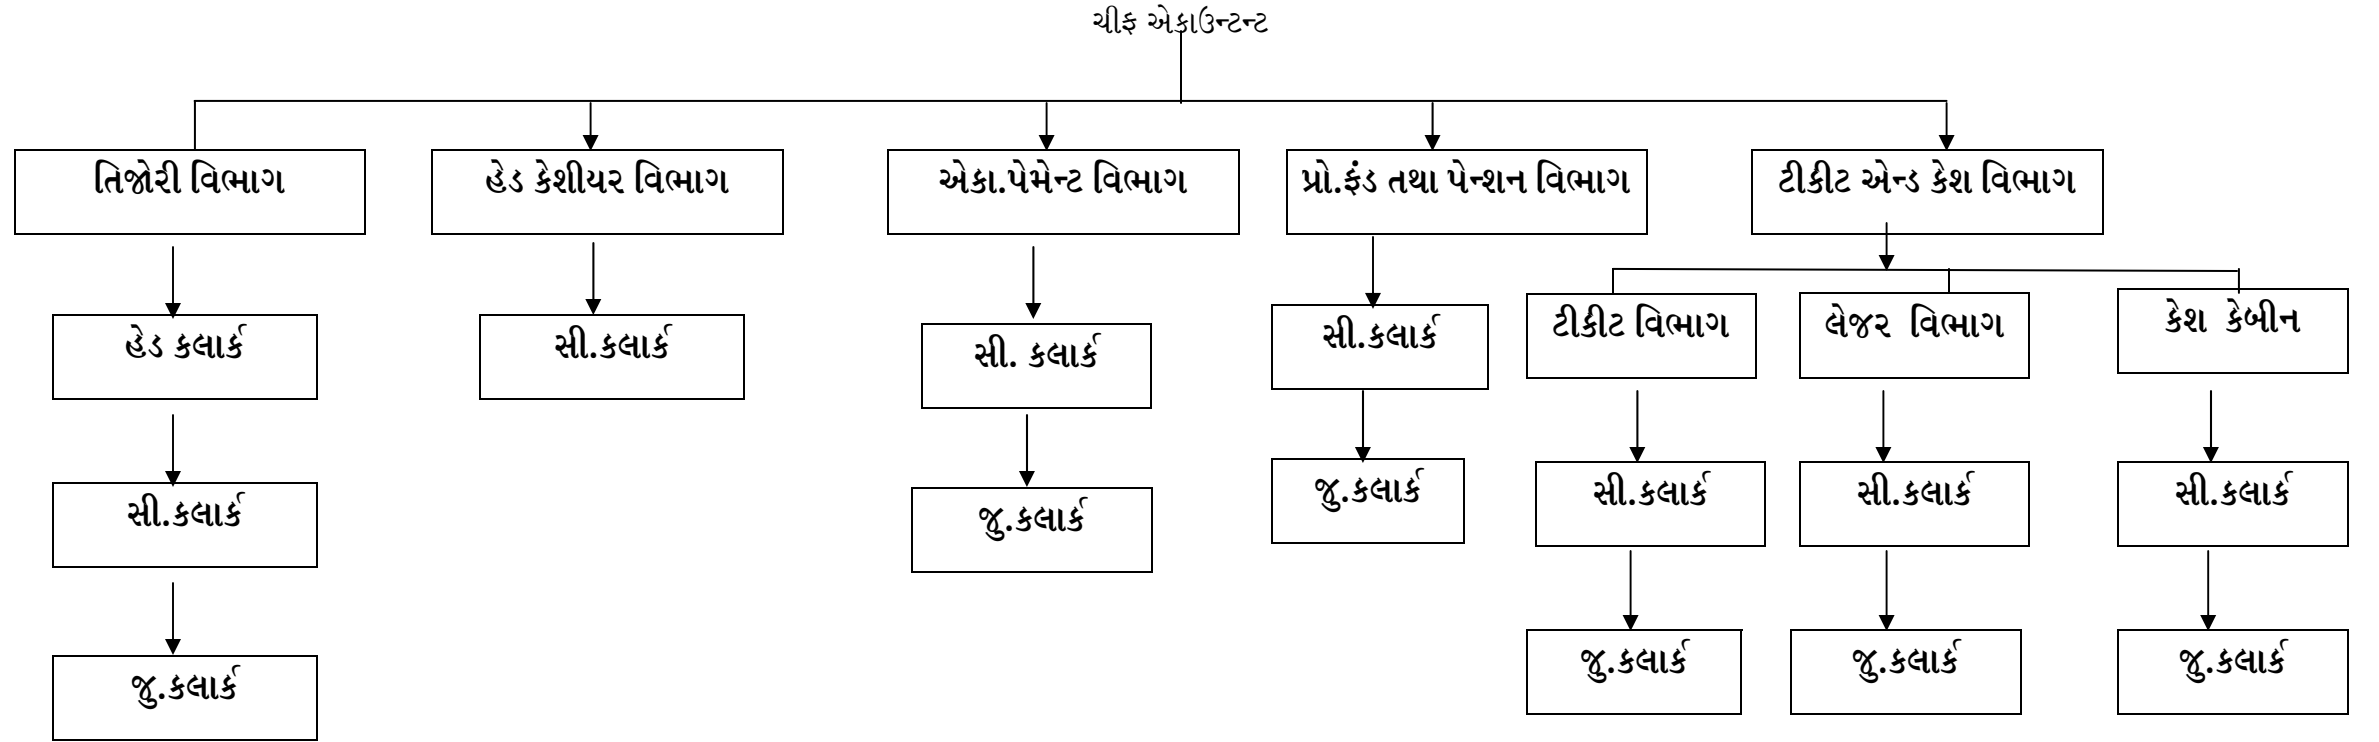 ચીફ એકાઉન્ટન્ટ
તિજોરી વિભાગ
હેડ કેશીયર વિભાગ
એકા.પેમેન્ટ વિભાગ
પ્રો.ફંડ તથા પેન્શન વિભાગ
ટીકીટ એન્ડ કેશ વિભાગ
હેડ કલાર્ક
સી.કલાર્ક
સી. કલાર્ક
સી.કલાર્ક
ટીકીટ વિભાગ
લેજર વિભાગ
કેશ કેબીન
સી.કલાર્ક
જુ.કલાર્ક
જુ.કલાર્ક
સી.કલાર્ક
સી.કલાર્ક
સી.કલાર્ક
જુ.કલાર્ક
જુ.કલાર્ક
જુ.કલાર્ક
જુ.કલાર્ક